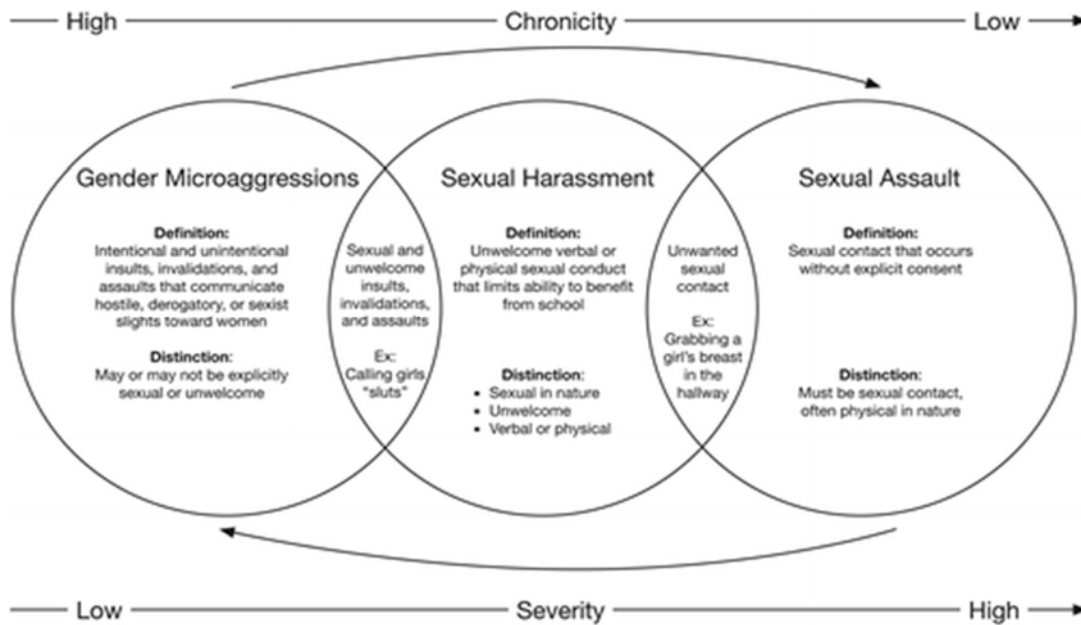 High Chronicity Low
Gender Microaggressions
Definition:
Intentional and unintentional
insults, invalidations, and
assaults that communicate
hostile, derogatory, or sexist
slights toward women
Distinction:
May or may not be explicitly
sexual or unwelcome
Sexual and
unwelcome
insults,
invalidations,
and assaults
Ex:
Calling girls
"sluts"
Sexual Harassment
Definition:
Unwelcome verbal or
physical sexual conduct
that limits ability to benefit
from school
Distinction:
▪ Sexual in nature
▪ Unwelcome
▪ Verbal or physical
Unwanted
sexual
contact
Ex:
Grabbing a
girl's breast
in the
hallway
Sexual Assault
Definition:
Sexual contact that occurs
without explicit consent
Distinction:
Must be sexual contact,
often physical in nature
Low Severity High